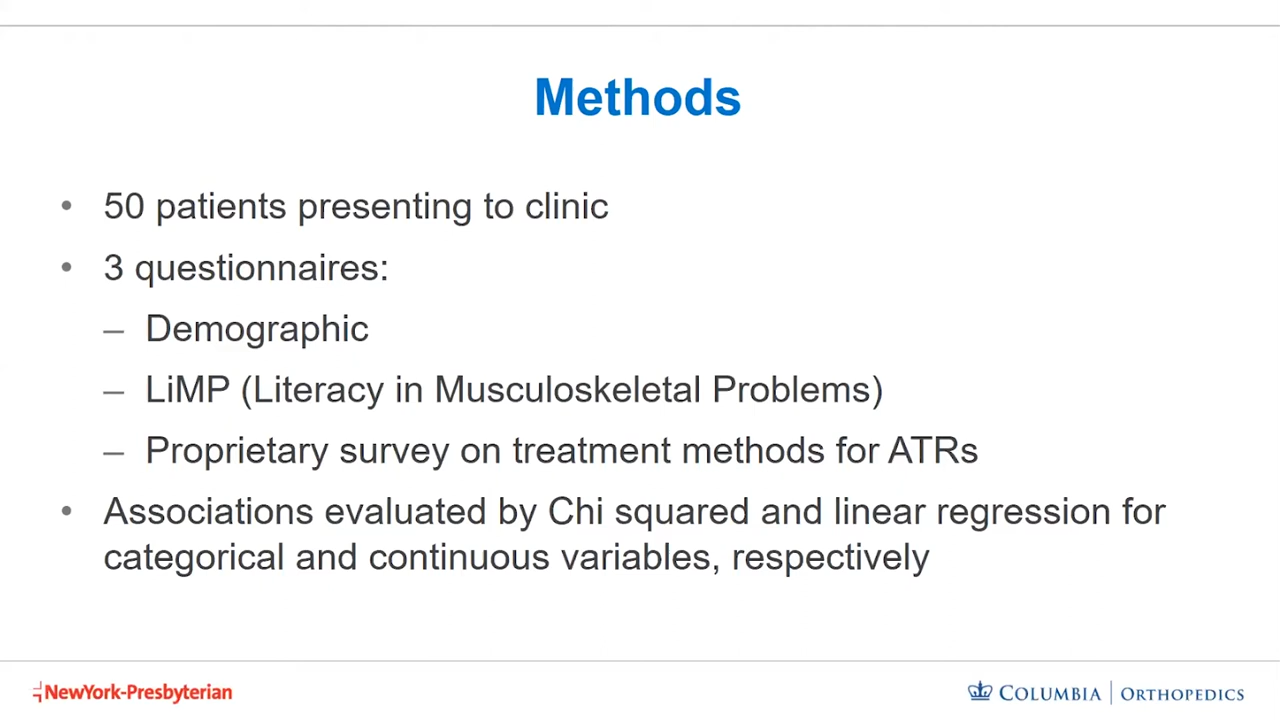 Methods
• 50 patients presenting to clinic
• 3 questionnaires:
– Demographic
– LiMP (Literacy in Musculoskeletal Problems)
– Proprietary survey on treatment methods for ATRs
• Associations evaluated by Chi squared and linear regression for
categorical and continuous variables, respectively
NewYork-Presbyterian
COLUMBIA | ORTHOPEDICS